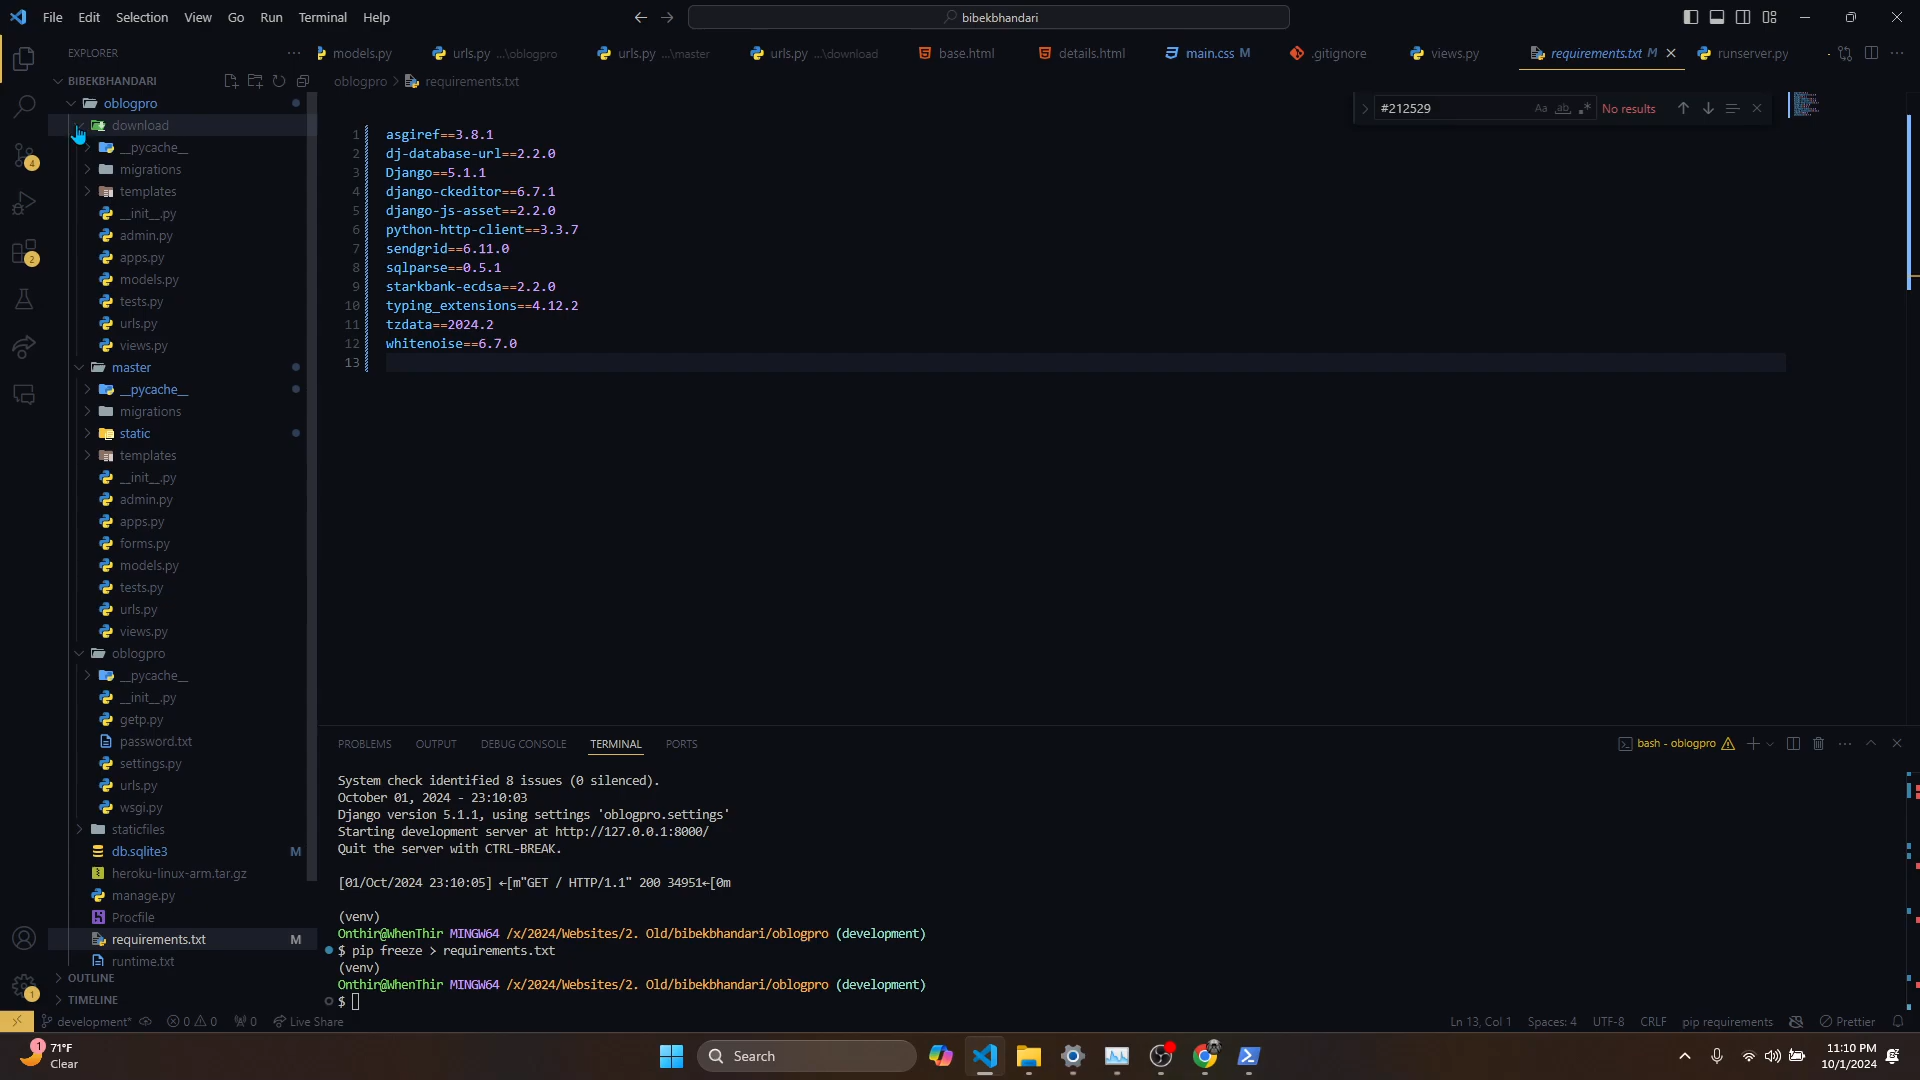 File Edit Selection View Go Run Terminal Help
bibekbhandari
EXPLORER
models.py
urls.py ...\oblogpro
urls.py ...\master
urls.py ...\download
base.html
details.html
main.css M
.gitignore
views.py
requirements.txt M
runserver.py
BIBEKBHANDARI
oblogpro > requirements.txt
oblogpro
download
__pycache__
migrations
templates
__init__.py
admin.py
apps.py
models.py
tests.py
urls.py
views.py
master
__pycache__
migrations
static
templates
__init__.py
admin.py
apps.py
forms.py
models.py
tests.py
urls.py
views.py
oblogpro
__pycache__
__init__.py
getp.py
password.txt
settings.py
urls.py
wsgi.py
staticfiles
db.sqlite3 M
heroku-linux-arm.tar.gz
manage.py
Procfile
requirements.txt M
runtime.txt
OUTLINE
TIMELINE
4
2
1
#212529 Aa ab .* No results
1 asgiref==3.8.1
2 dj-database-url==2.2.0
3 Django==5.1.1
4 django-ckeditor==6.7.1
5 django-js-asset==2.2.0
6 python-http-client==3.3.7
7 sendgrid==6.11.0
8 sqlparse==0.5.1
9 starkbank-ecdsa==2.2.0
10 typing_extensions==4.12.2
11 tzdata==2024.2
12 whitenoise==6.7.0
13
PROBLEMS OUTPUT DEBUG CONSOLE TERMINAL PORTS
bash - oblogpro
System check identified 8 issues (0 silenced).
October 01, 2024 - 23:10:03
Django version 5.1.1, using settings 'oblogpro.settings'
Starting development server at http://127.0.0.1:8000/
Quit the server with CTRL-BREAK.
[01/Oct/2024 23:10:05] ←[m"GET / HTTP/1.1" 200 34951←[0m
(venv)
Onthir@WhenThir MINGW64 /x/2024/Websites/2. Old/bibekbhandari/oblogpro (development)
$ pip freeze > requirements.txt
(venv)
Onthir@WhenThir MINGW64 /x/2024/Websites/2. Old/bibekbhandari/oblogpro (development)
$
development* 0 0 0 Live Share
Ln 13, Col 1 Spaces: 4 UTF-8 CRLF pip requirements Prettier
1
71°F
Clear
Search
11:10 PM
10/1/2024